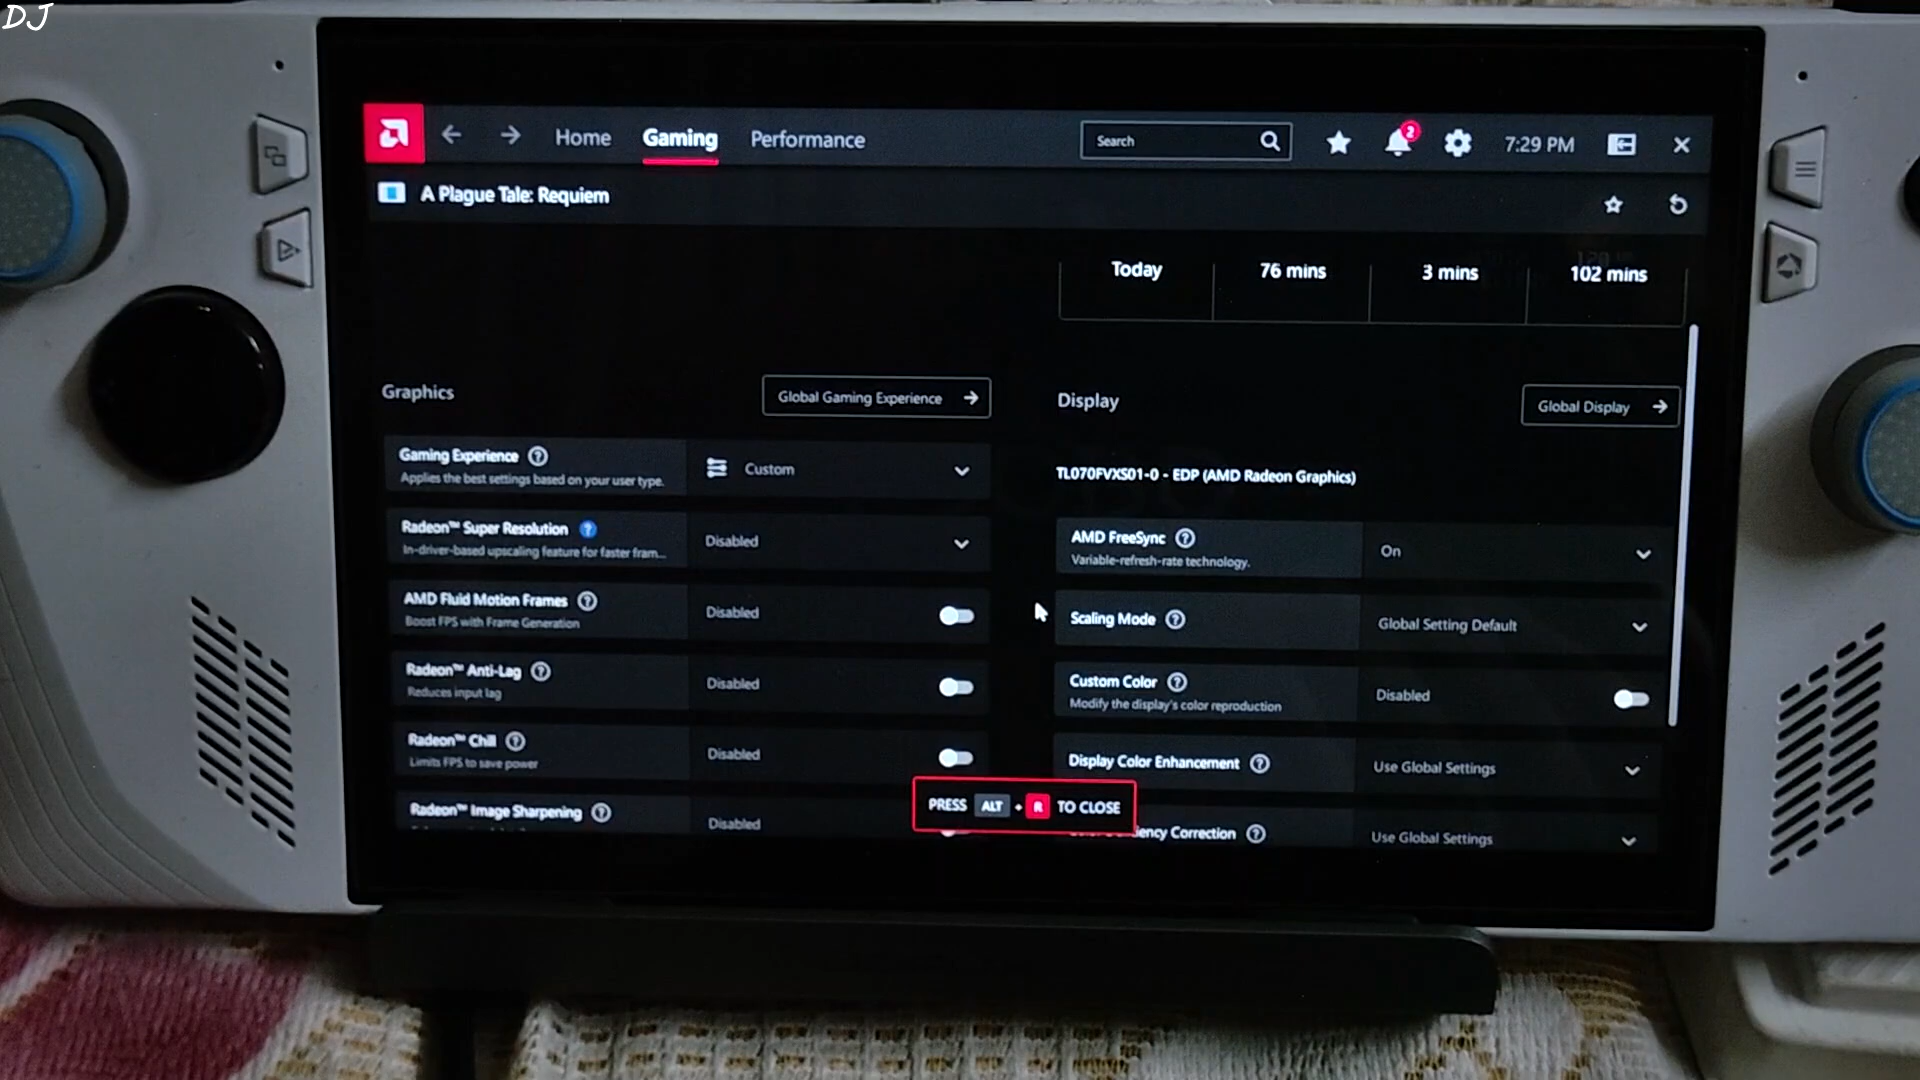 DJ
Home Gaming Performance Search 2 7:29 PM
A Plague Tale: Requiem
Today 76 mins 3 mins 102 mins
Graphics Global Gaming Experience
Display Global Display
Gaming Experience
Applies the best settings based on your user type.
Custom
TL070FVXS01-0 - EDP (AMD Radeon Graphics)
Radeon™ Super Resolution
In-driver-based upscaling feature for faster fram...
Disabled
AMD FreeSync
Variable-refresh-rate technology.
On
AMD Fluid Motion Frames
Boost FPS with Frame Generation
Disabled
Scaling Mode
Global Setting Default
Radeon™ Anti-Lag
Reduces input lag
Disabled
Custom Color
Modify the display's color reproduction
Disabled
Radeon™ Chill
Limits FPS to save power
Disabled
Display Color Enhancement
Use Global Settings
Radeon™ Image Sharpening
Disabled
PRESS ALT + R TO CLOSE
Correction
Use Global Settings